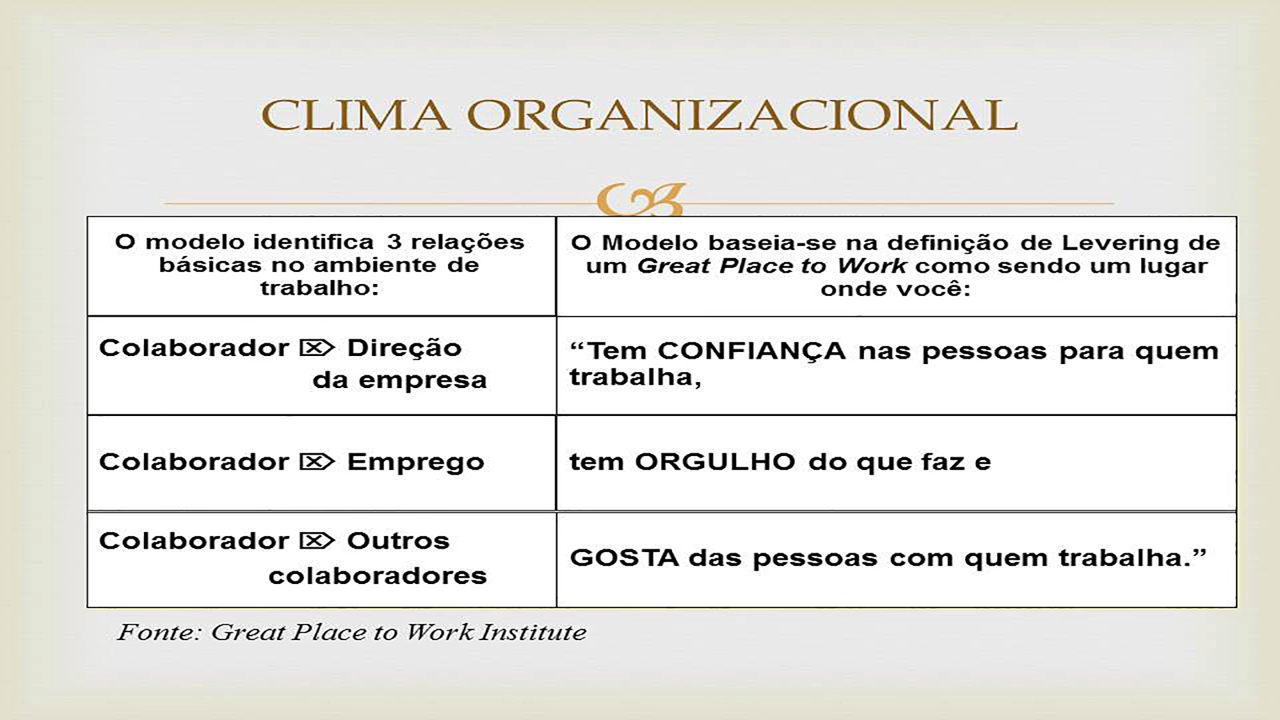 CLIMA ORGANIZACIONAL
O modelo identifica 3 relações
básicas no ambiente de
trabalho:
O Modelo baseia-se na definição de Levering de
um Great Place to Work como sendo um lugar
onde você:
Colaborador ⌦ Direção
da empresa
“Tem CONFIANÇA nas pessoas para quem
trabalha,
Colaborador ⌦ Emprego
tem ORGULHO do que faz e
Colaborador ⌦ Outros
colaboradores
GOSTA das pessoas com quem trabalha.”
Fonte: Great Place to Work Institute